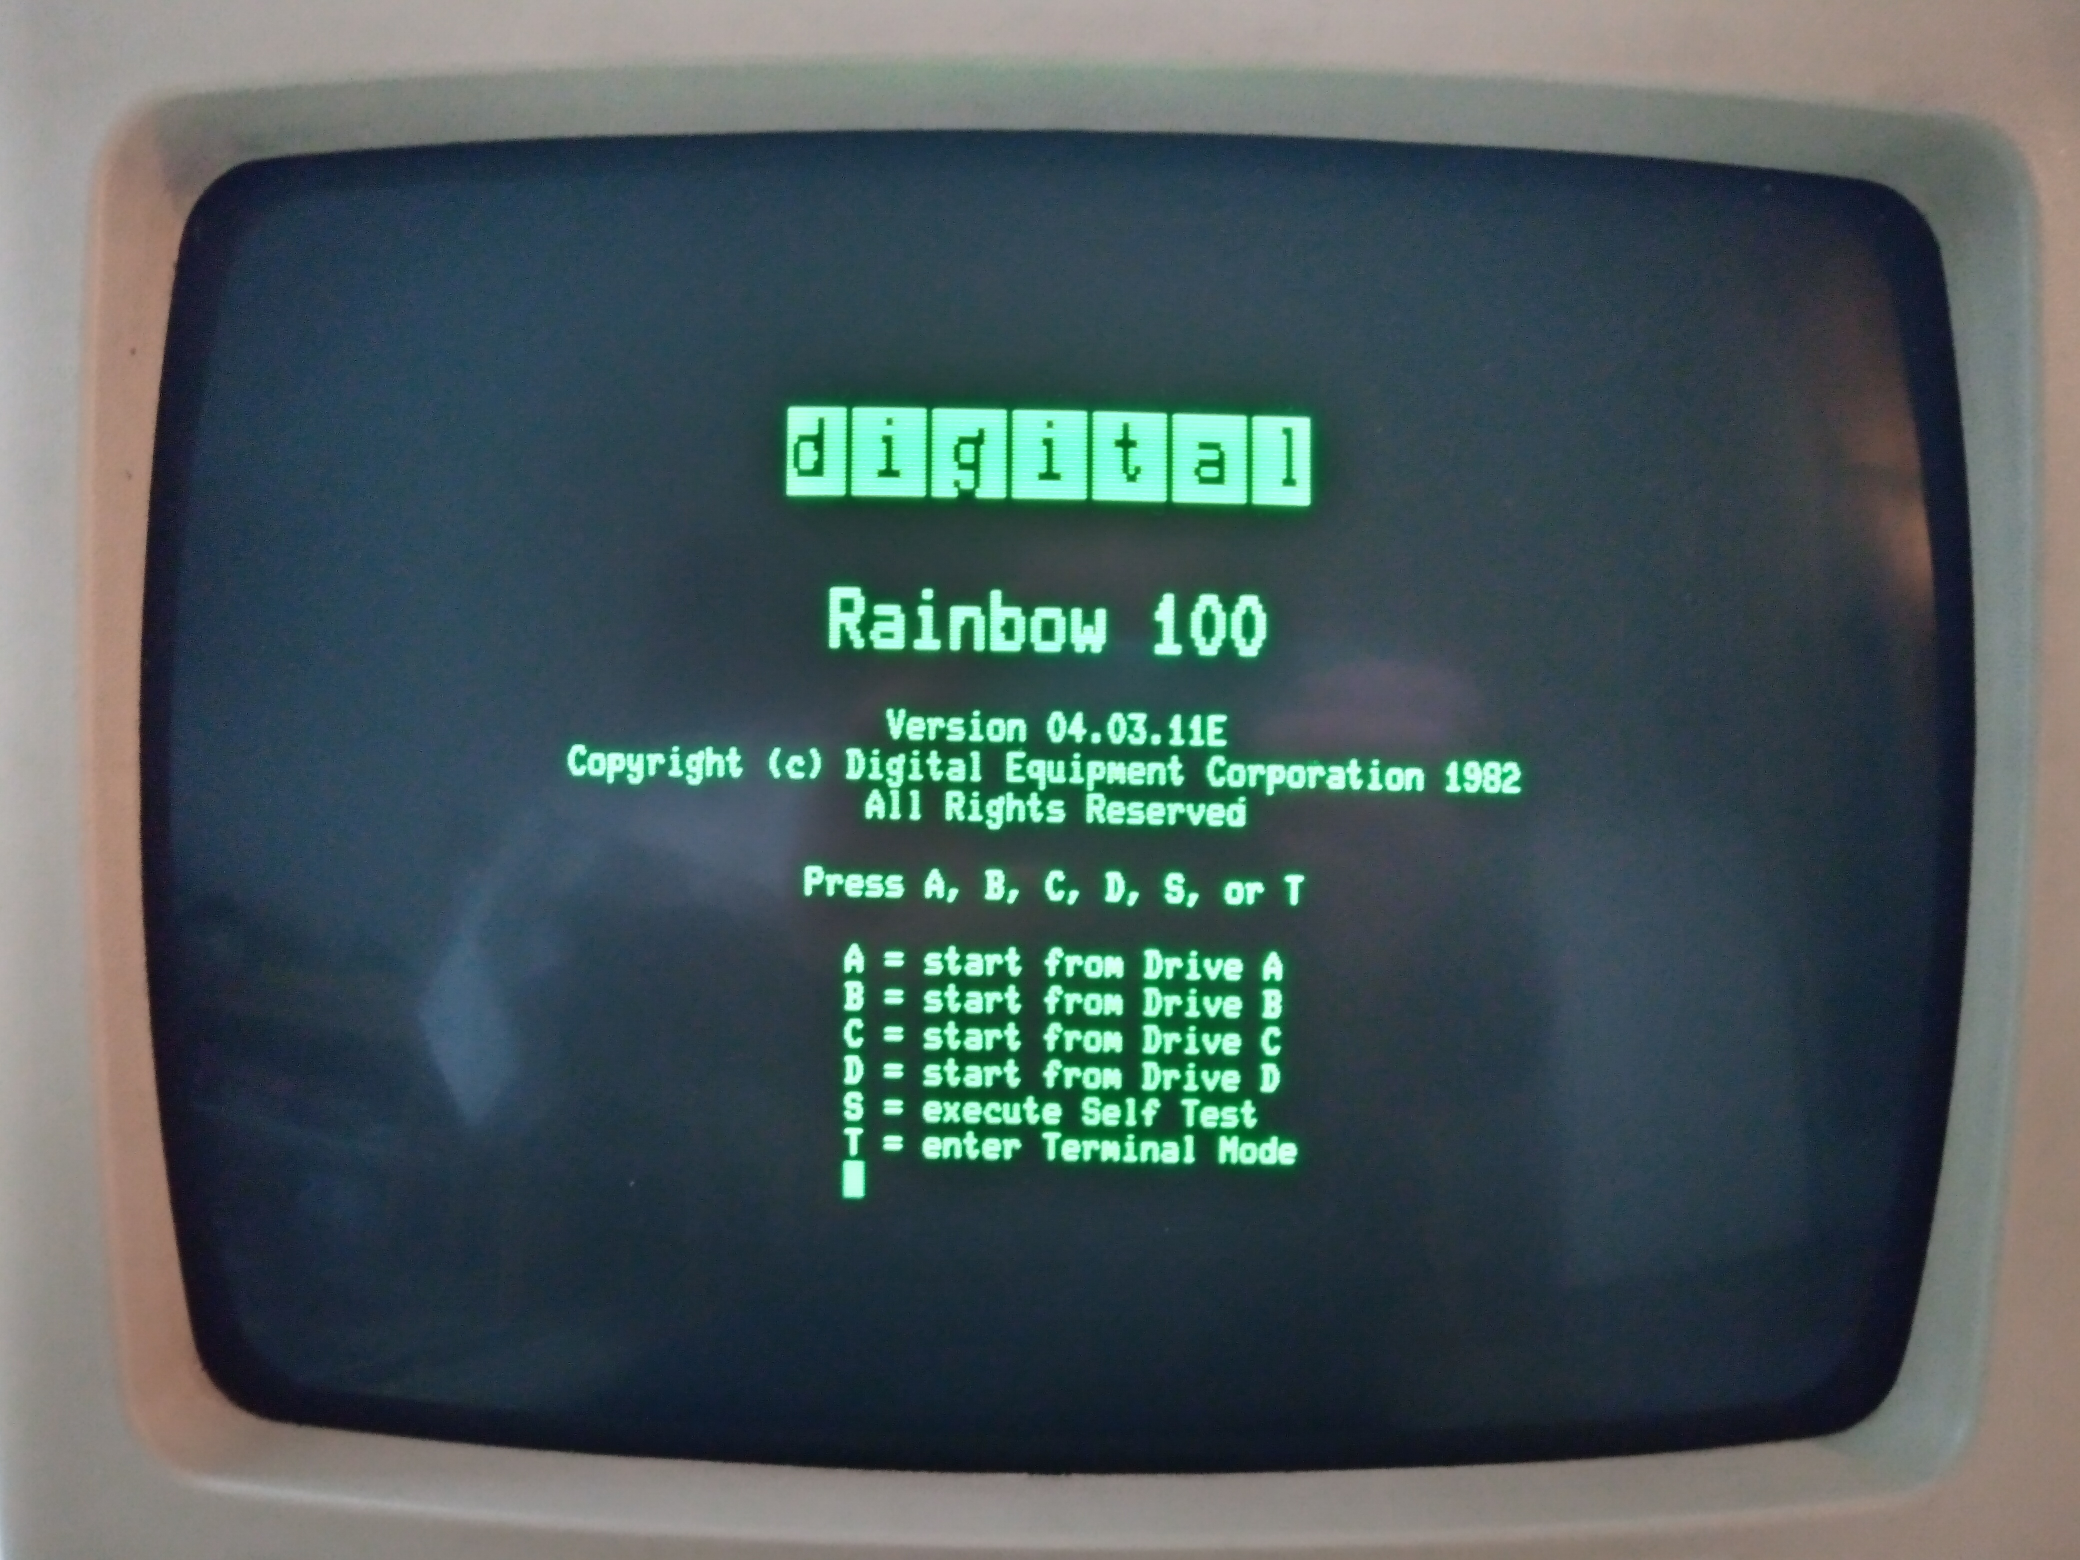 digital
Rainbow 100
Version 04.03.11E
Copyright (c) Digital Equipment Corporation 1982
All Rights Reserved
Press A, B, C, D, S, or T
A = start from Drive A
B = start from Drive B
C = start from Drive C
D = start from Drive D
S = execute Self Test
T = enter Terminal Mode